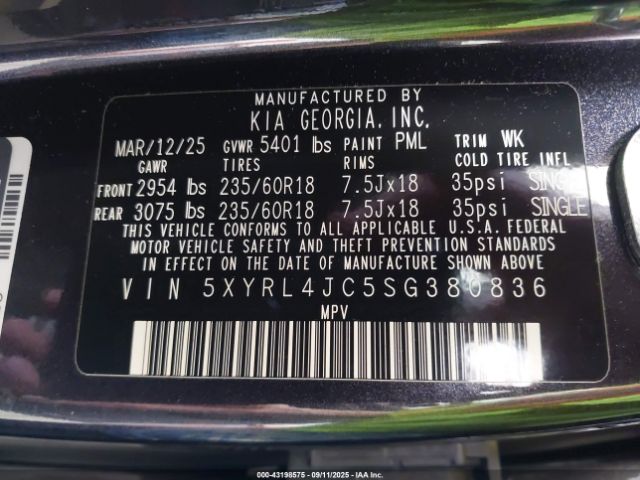 MANUFACTURED BY
KIA GEORGIA, INC.
MAR/12/25 GVWR 5401 lbs PAINT PML TRIM WK
GAWR TIRES RIMS COLD TIRE INFL
FRONT 2954 lbs 235/60R18 7.5Jx18 35psi SINGLE
REAR 3075 lbs 235/60R18 7.5Jx18 35psi SINGLE
THIS VEHICLE CONFORMS TO ALL APPLICABLE U.S.A. FEDERAL
MOTOR VEHICLE SAFETY AND THEFT PREVENTION STANDARDS
IN EFFECT ON THE DATE OF MANUFACTURE SHOWN ABOVE
VIN 5XYRL4JC5SG380836
MPV
000-43198575 - 09/11/2025 - IAA Inc.